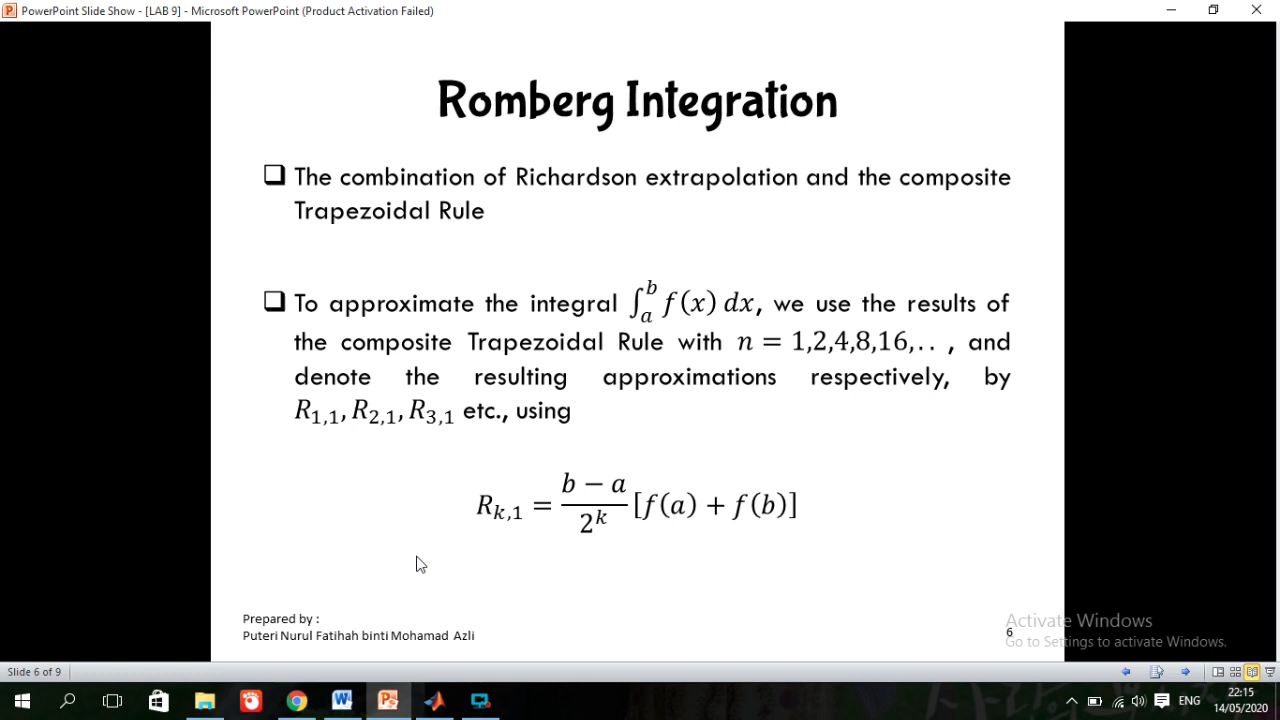 PowerPoint Slide Show - [LAB 9] - Microsoft PowerPoint (Product Activation Failed)
Romberg Integration
The combination of Richardson extrapolation and the composite
Trapezoidal Rule
To approximate the integral ∫_a^b f(x) dx, we use the results of
the composite Trapezoidal Rule with n = 1,2,4,8,16,.. , and
denote the resulting approximations respectively, by
R_{1,1}, R_{2,1}, R_{3,1} etc., using
R_{k,1} = \frac{b − a}{2^k} [f(a) + f(b)]
Prepared by :
Puteri Nurul Fatihah binti Mohamad Azli
6
Activate Windows
Go to Settings to activate Windows.
Slide 6 of 9
ENG
22:15
14/05/2020